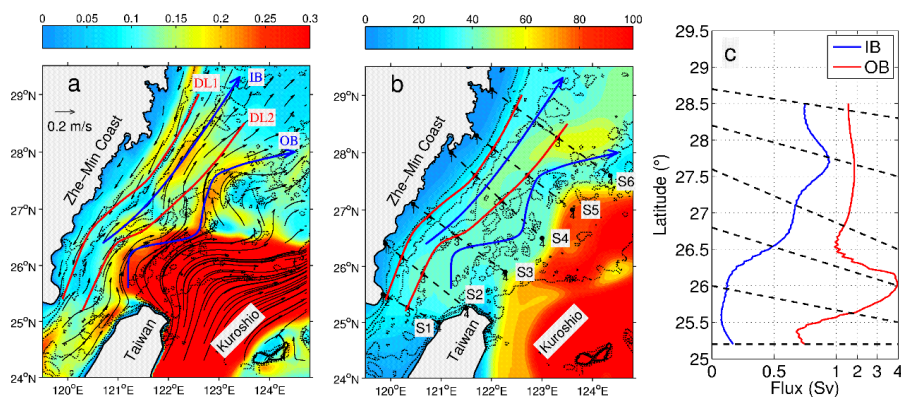 0 0.05 0.1 0.15 0.2 0.25 0.3
0 20 40 60 80 100
a
DL1
IB
DL2
OB
0.2 m/s
Zhe−Min Coast
Taiwan
Kuroshio
29°N
28°N
27°N
26°N
25°N
24°N
120°E 121°E 122°E 123°E 124°E
b
Zhe−Min Coast
S6
S5
S4
S3
S2
S1
Taiwan
Kuroshio
29°N
28°N
27°N
26°N
25°N
24°N
120°E 121°E 122°E 123°E 124°E
c
IB
OB
Latitude (°)
29.5
29
28.5
28
27.5
27
26.5
26
25.5
25
0 1 2 3 4
Flux (Sv)